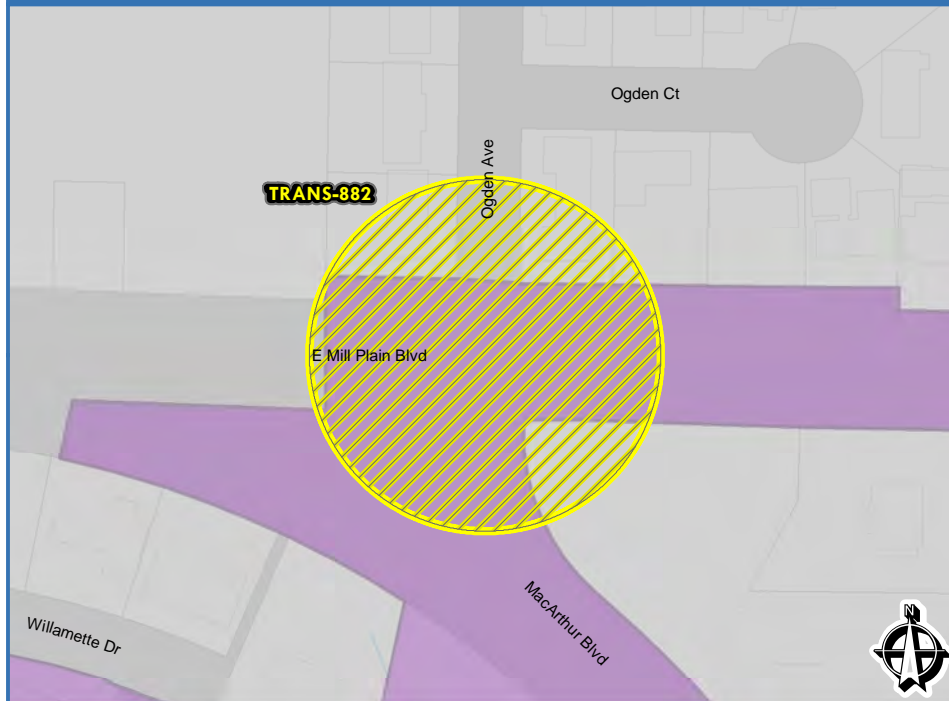 Ogden Ct
Ogden Ave
TRANS-882
E Mill Plain Blvd
MacArthur Blvd
Willamette Dr
N